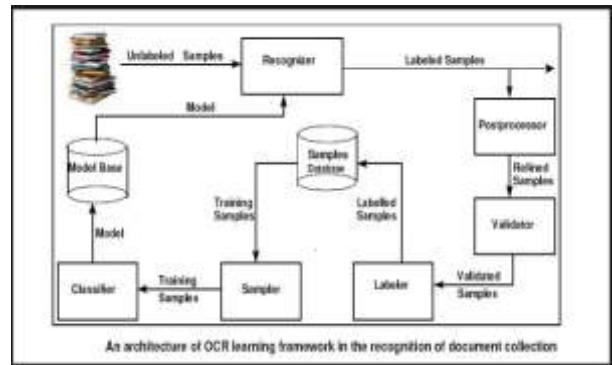 Unlabeled Samples
Recognizer
Labeled Samples
Model
Postprocessor
Samples
Database
Model Base
Refined
Samples
Training
Samples
Labelled
Samples
Validator
Model
Classifier
Training
Samples
Sampler
Labeler
Validated
Samples
An architecture of OCR learning framework in the recognition of document collection